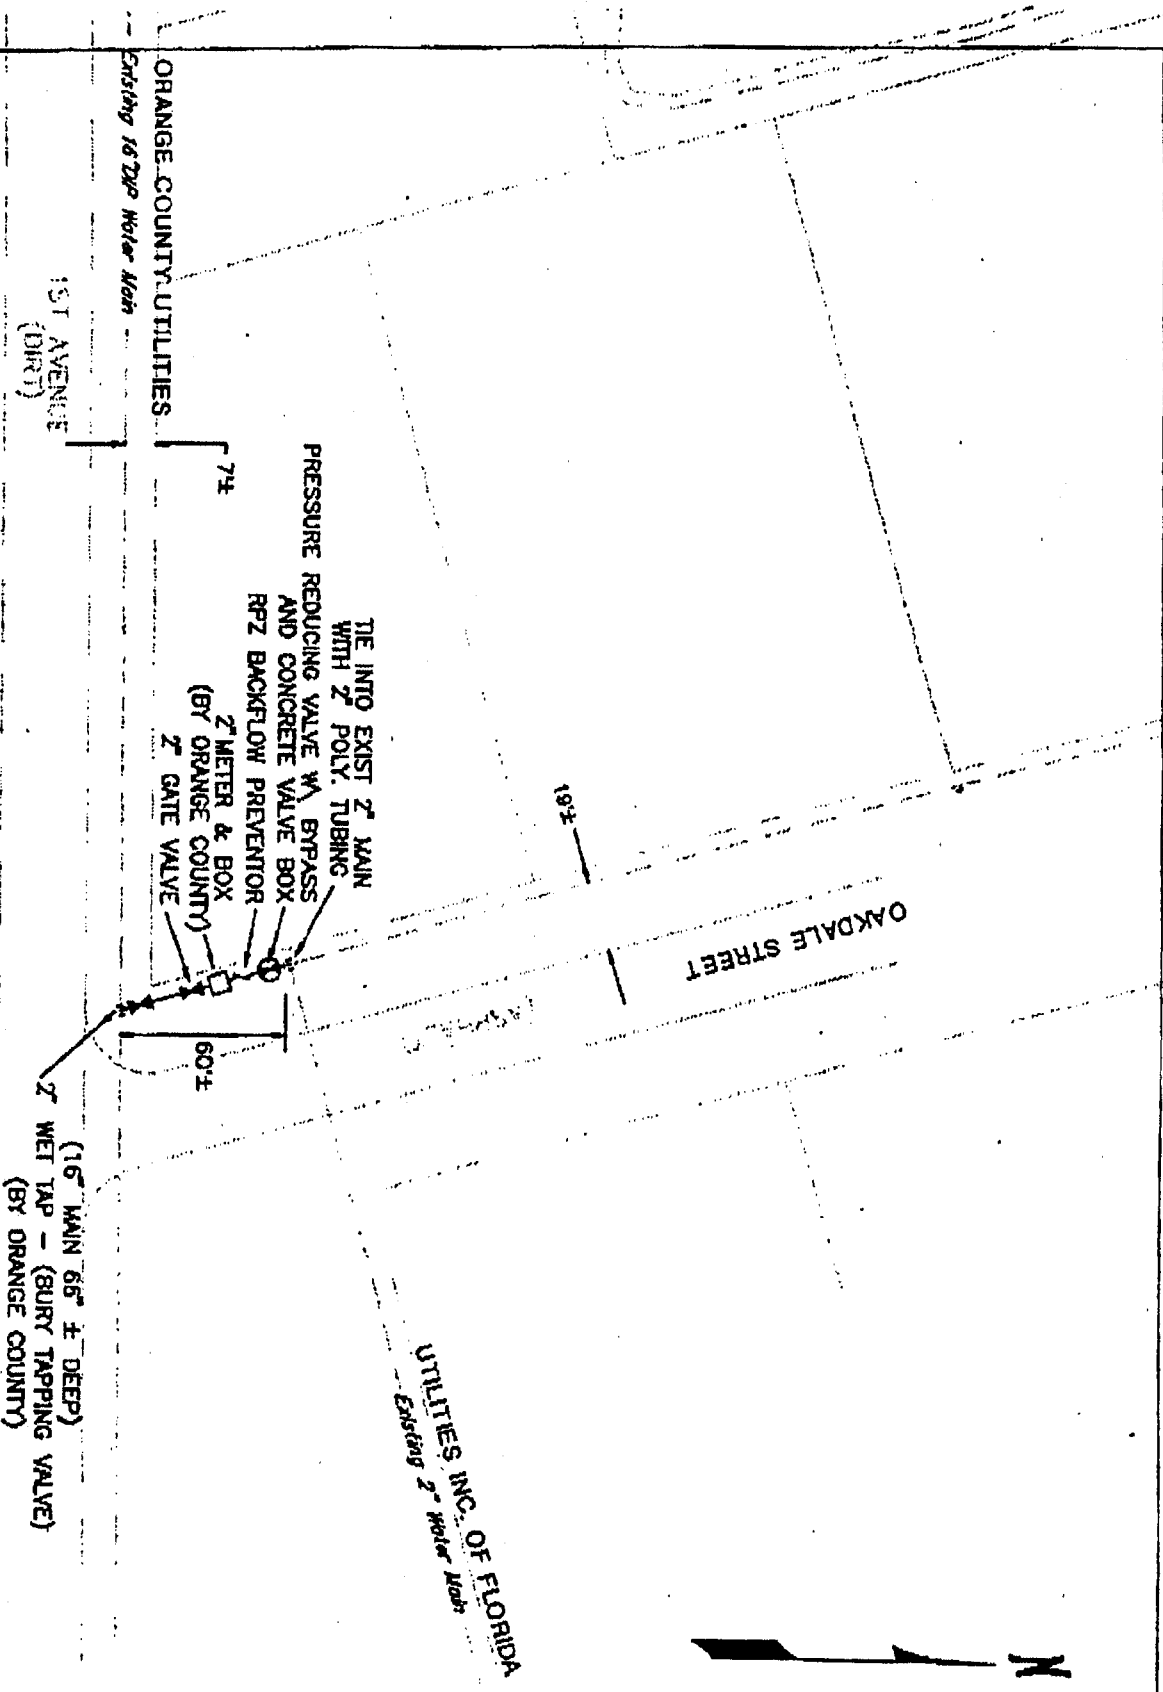 ORANGE COUNTY UTILITIES
Existing 16" DIP Water Main
1ST AVENUE
(DIRT)
7'±
TIE INTO EXIST 2" MAIN
WITH 2" POLY. TUBING
PRESSURE REDUCING VALVE W\ BYPASS
AND CONCRETE VALVE BOX
RPZ BACKFLOW PREVENTOR
2" METER & BOX
(BY ORANGE COUNTY)
2" GATE VALVE
19'±
OAKDALE STREET
60'±
(16" MAIN 66" ± DEEP)
2" WET TAP - (BURY TAPPING VALVE)
(BY ORANGE COUNTY)
UTILITIES INC. OF FLORIDA
Existing 2" Water Main
N